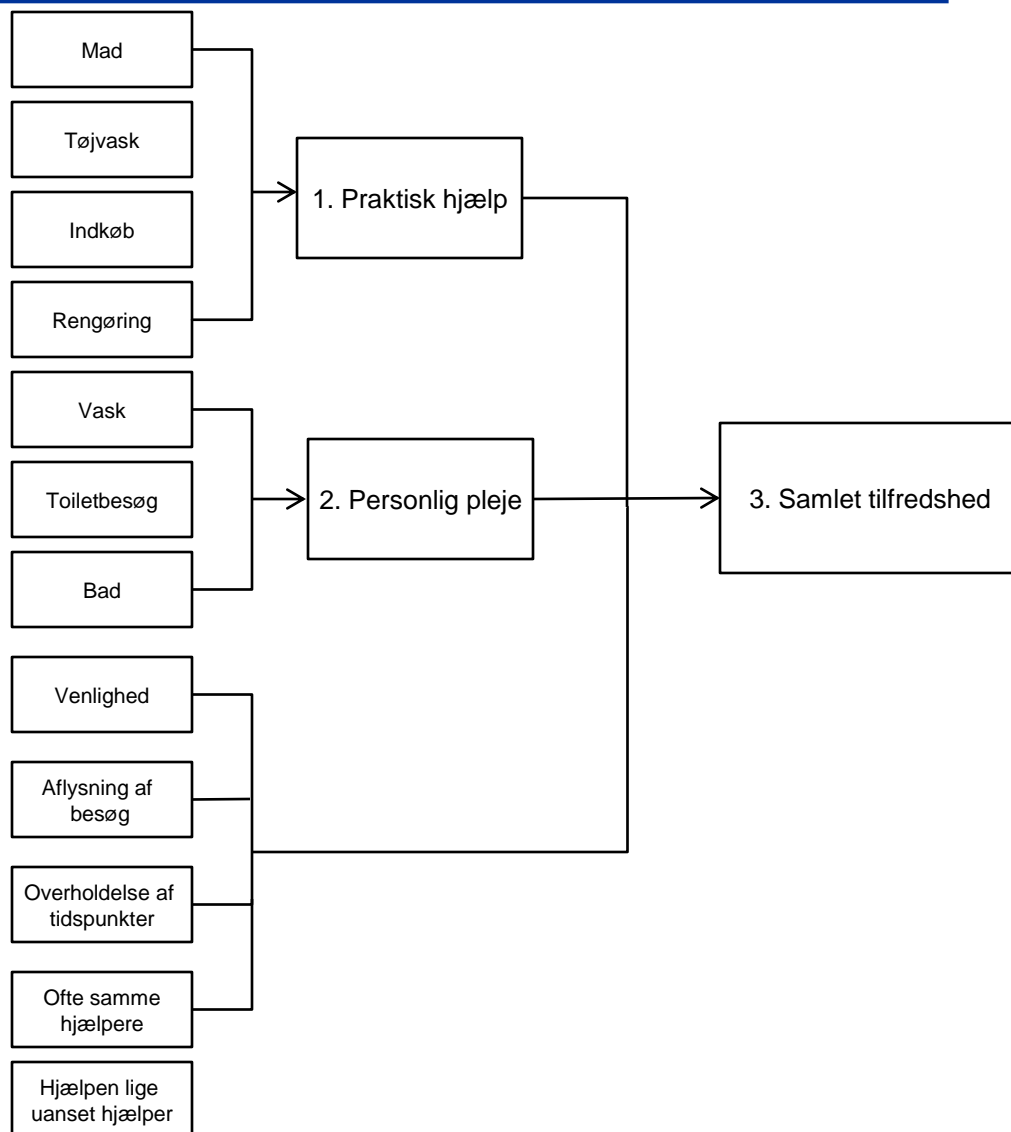 Mad
Tøjvask
1. Praktisk hjælp
Indkøb
Rengøring
Vask
Toiletbesøg
2. Personlig pleje
3. Samlet tilfredshed
Bad
Venlighed
Aflysning af
besøg
Overholdelse af
tidspunkter
Ofte samme
hjælpere
Hjælpen lige
uanset hjælper